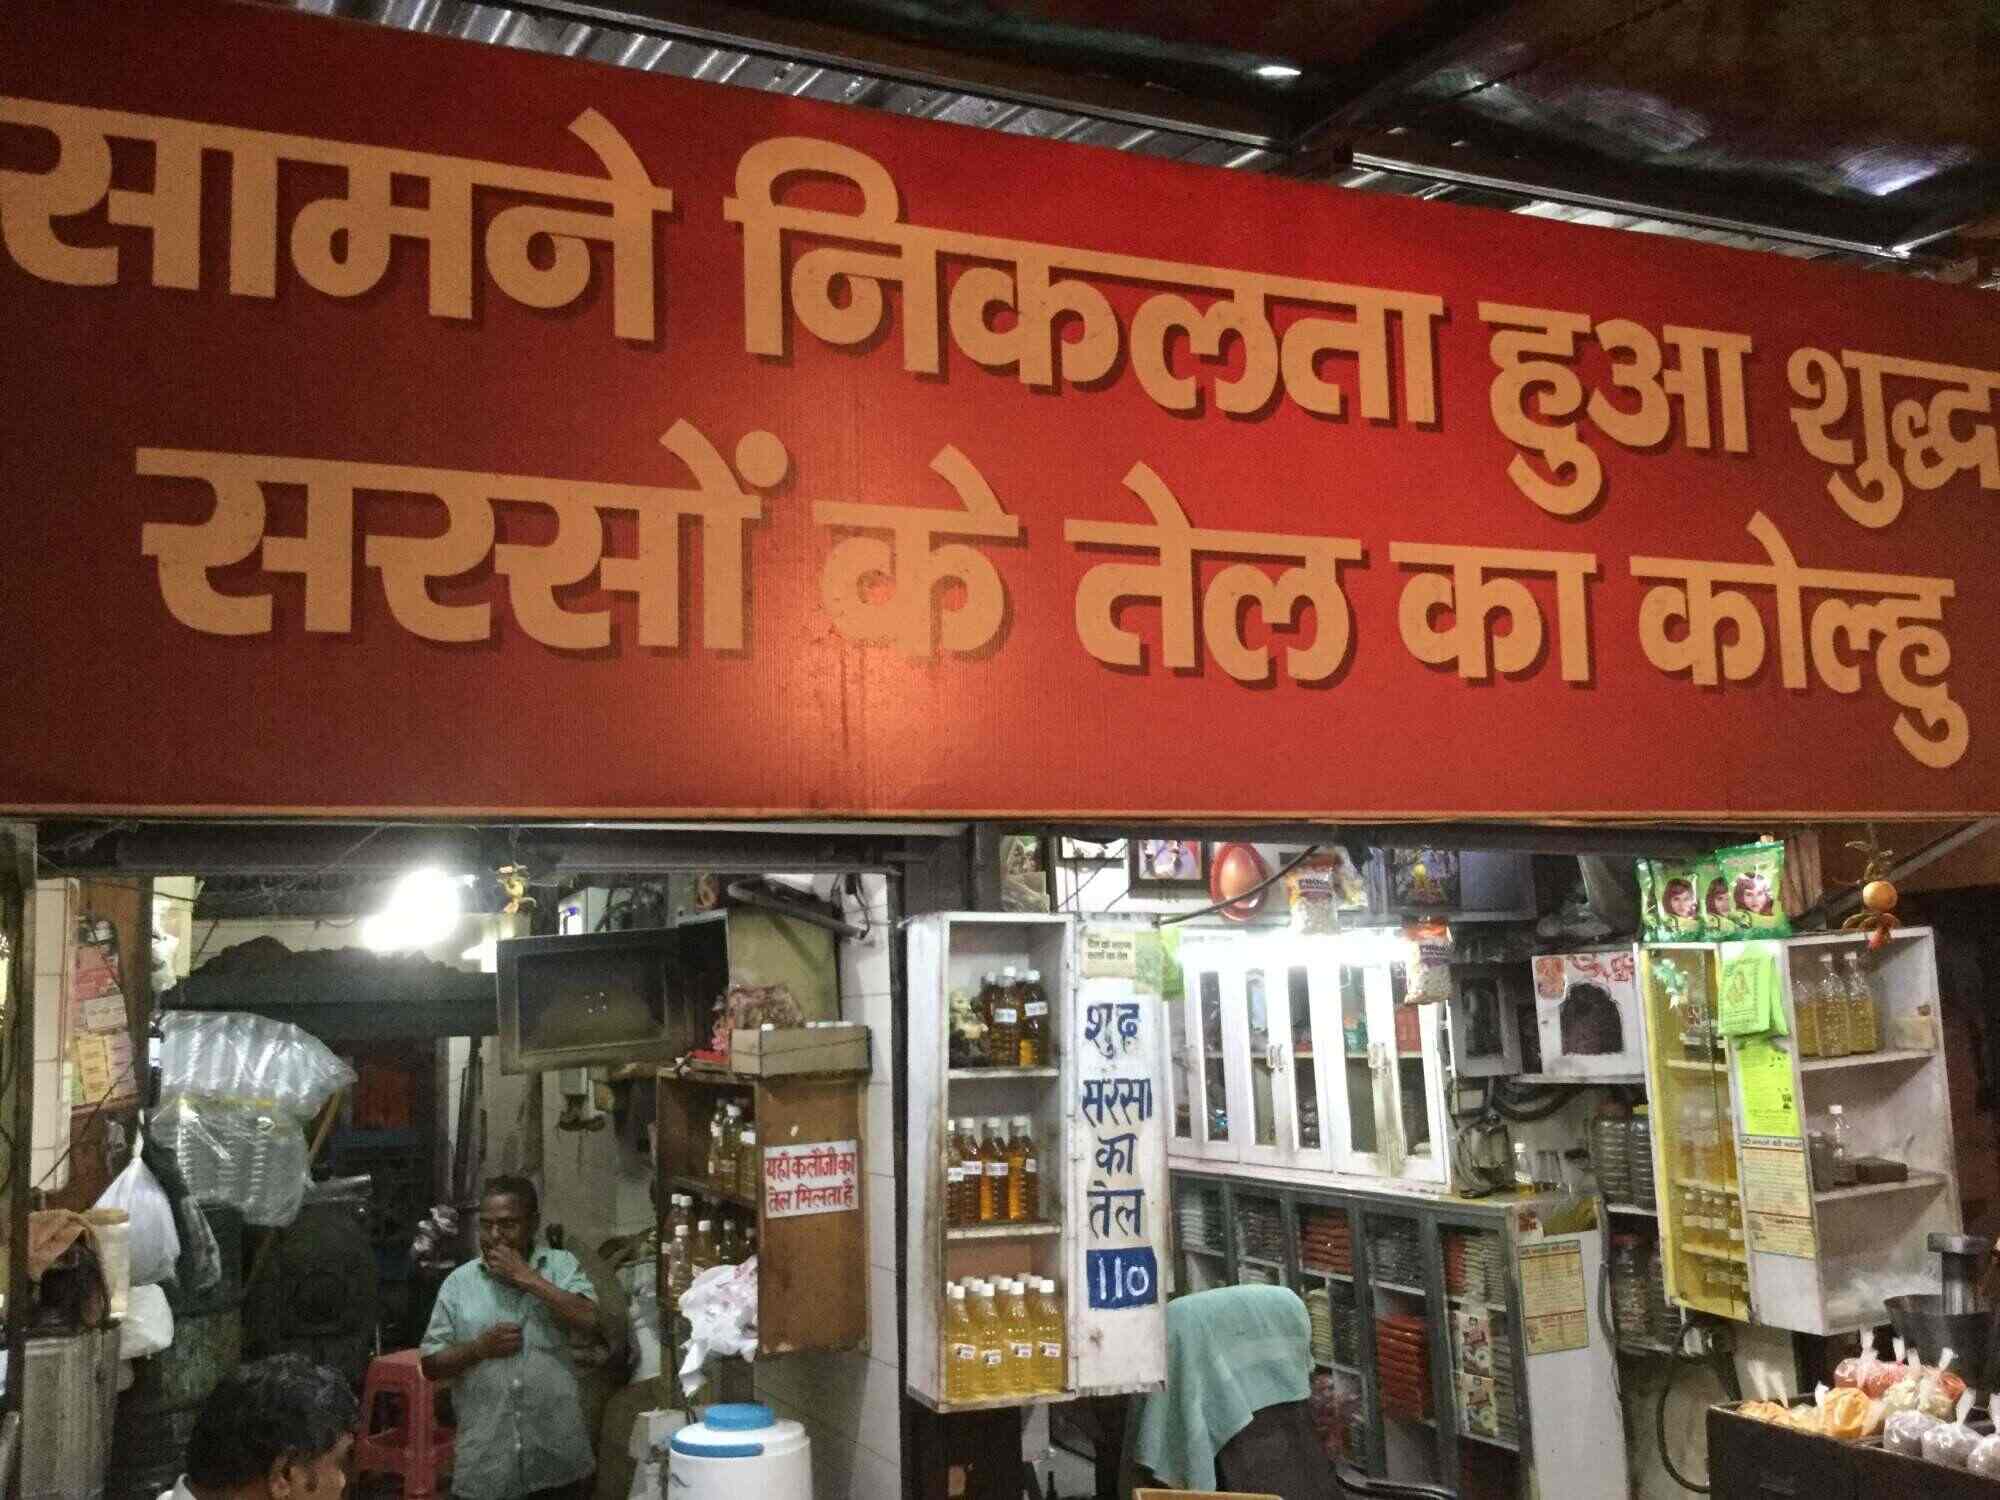 सामने निकलता हुआ शुद्ध
सरसों के तेल का कोल्हु
शुद्ध
सरसा
का
तेल
110
यहाँ कलौंजी का
तेल मिलता है